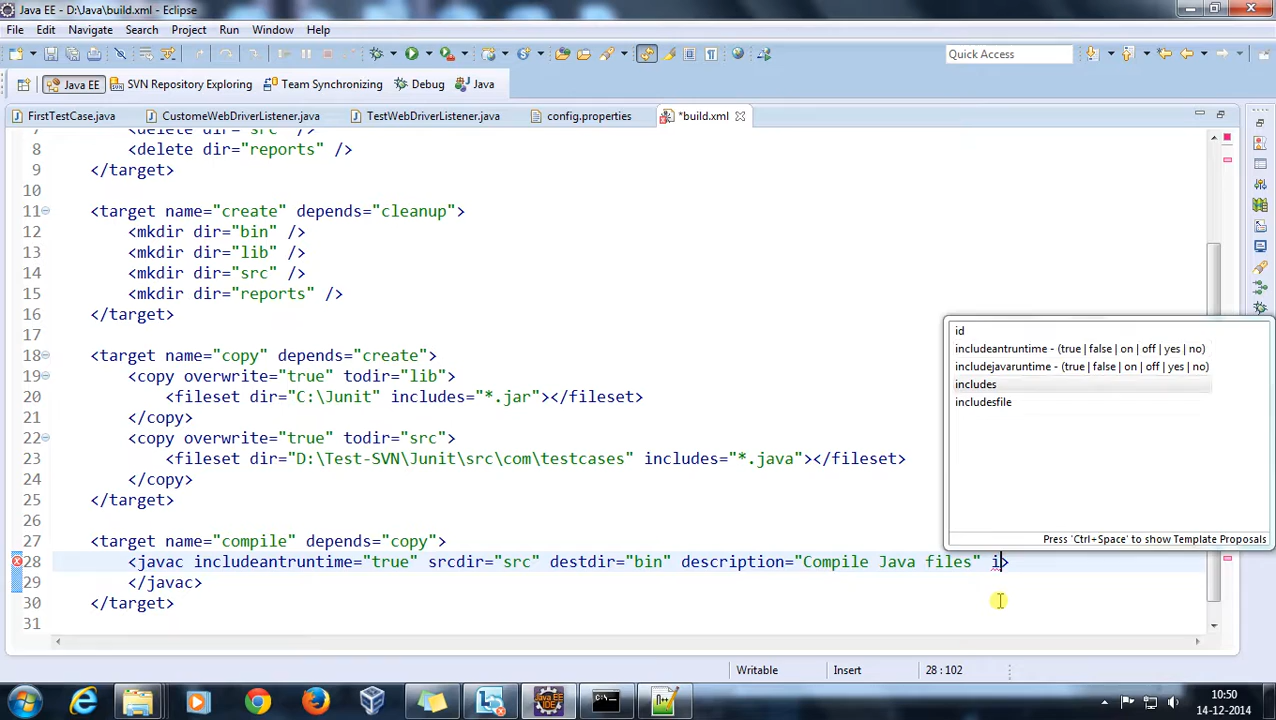 Java EE - D:\Java\build.xml - Eclipse
File Edit Navigate Search Project Run Window Help
Quick Access
Java EE SVN Repository Exploring Team Synchronizing Debug Java
FirstTestCase.java CustomeWebDriverListener.java TestWebDriverListener.java config.properties *build.xml
7 <delete dir="src" />
8 <delete dir="reports" />
9 </target>
10
11 <target name="create" depends="cleanup">
12 <mkdir dir="bin" />
13 <mkdir dir="lib" />
14 <mkdir dir="src" />
15 <mkdir dir="reports" />
16 </target>
17
18 <target name="copy" depends="create">
19 <copy overwrite="true" todir="lib">
20 <fileset dir="C:\Junit" includes="*.jar"></fileset>
21 </copy>
22 <copy overwrite="true" todir="src">
23 <fileset dir="D:\Test-SVN\Junit\src\com\testcases" includes="*.java"></fileset>
24 </copy>
25 </target>
26
27 <target name="compile" depends="copy">
28 <javac includeantruntime="true" srcdir="src" destdir="bin" description="Compile Java files" i>
29 </javac>
30 </target>
31
id
includeantruntime - (true | false | on | off | yes | no)
includejavaruntime - (true | false | on | off | yes | no)
includes
includesfile
Press 'Ctrl+Space' to show Template Proposals
Writable Insert 28 : 102
Java EE IDE
10:50
14-12-2014